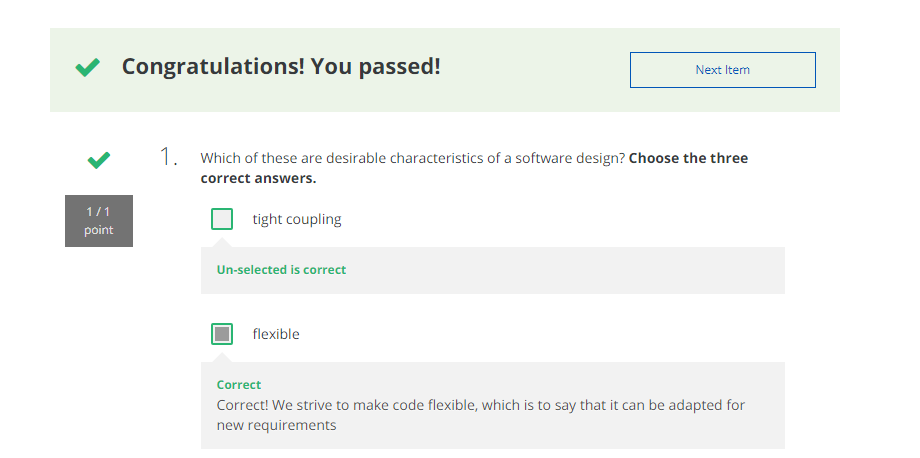 Congratulations! You passed!
Next Item
1.
Which of these are desirable characteristics of a software design? Choose the three
correct answers.
1 / 1
point
tight coupling
Un-selected is correct
flexible
Correct
Correct! We strive to make code flexible, which is to say that it can be adapted for
new requirements